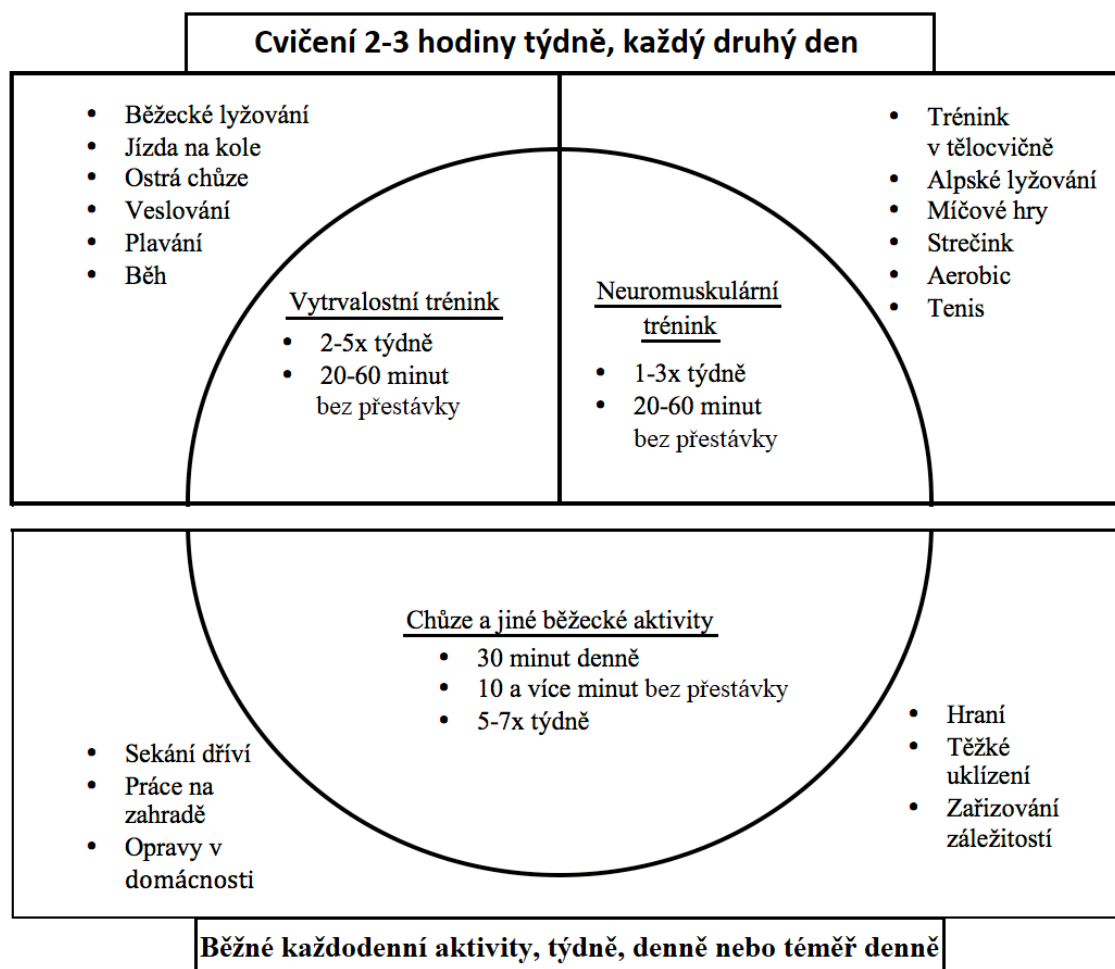 Cvičení 2-3 hodiny týdně, každý druhý den
• Běžecké lyžování
• Jízda na kole
• Ostrá chůze
• Veslování
• Plavání
• Běh
Vytrvalostní trénink
• 2-5x týdně
• 20-60 minut
bez přestávky
Neuromuskulární
trénink
• 1-3x týdně
• 20-60 minut
bez přestávky
• Trénink
v tělocvičně
• Alpské lyžování
• Míčové hry
• Strečink
• Aerobic
• Tenis
Chůze a jiné běžecké aktivity
• 30 minut denně
• 10 a více minut bez přestávky
• 5-7x týdně
• Sekání dříví
• Práce na
zahradě
• Opravy v
domácnosti
• Hraní
• Těžké
uklízení
• Zařizování
záležitostí
Běžné každodenní aktivity, týdně, denně nebo téměř denně